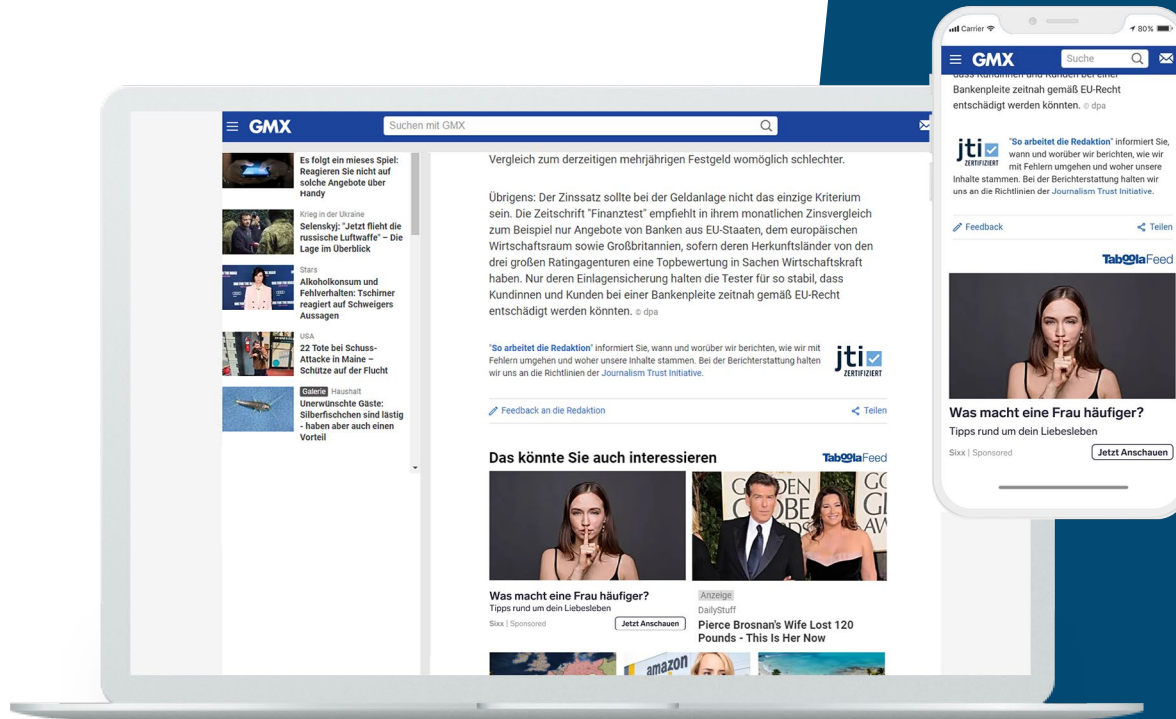 GMX
Suchen mit GMX
Es folgt ein mieses Spiel:
Reagieren Sie nicht auf
solche Angebote über
Handy
Krieg in der Ukraine
Selenskyj: "Jetzt flieht die
russische Luftwaffe" – Die
Lage im Überblick
Stars
Alkoholkonsum und
Fehlverhalten: Tschirner
reagiert auf Schweigers
Aussagen
USA
22 Tote bei Schuss-
Attacke in Maine –
Schütze auf der Flucht
Galerie Haushalt
Unerwünschte Gäste:
Silberfischchen sind lästig
- haben aber auch einen
Vorteil
Vergleich zum derzeitigen mehrjährigen Festgeld womöglich schlechter.
Übrigens: Der Zinssatz sollte bei der Geldanlage nicht das einzige Kriterium
sein. Die Zeitschrift "Finanztest" empfiehlt in ihrem monatlichen Zinsvergleich
zum Beispiel nur Angebote von Banken aus EU-Staaten, dem europäischen
Wirtschaftsraum sowie Großbritannien, sofern deren Herkunftsländer von den
drei großen Ratingagenturen eine Topbewertung in Sachen Wirtschaftskraft
haben. Nur deren Einlagensicherung halten die Tester für so stabil, dass
Kundinnen und Kunden bei einer Bankenpleite zeitnah gemäß EU-Recht
entschädigt werden könnten. © dpa
"So arbeitet die Redaktion" informiert Sie, wann und worüber wir berichten, wie wir mit
Fehlern umgehen und woher unsere Inhalte stammen. Bei der Berichterstattung halten
wir uns an die Richtlinien der Journalism Trust Initiative.
jti
ZERTIFIZIERT
Feedback an die Redaktion
Teilen
Das könnte Sie auch interessieren
Taboola Feed
GOLDEN
GLOBE
AWARDS
Was macht eine Frau häufiger?
Tipps rund um dein Liebesleben
Sixx | Sponsored
Jetzt Anschauen
Anzeige
DailyStuff
Pierce Brosnan's Wife Lost 120
Pounds - This Is Her Now
amazon
Carrier
80%
GMX
Suche
dass Kundinnen und Kunden bei einer
Bankenpleite zeitnah gemäß EU-Recht
entschädigt werden könnten. © dpa
jti
ZERTIFIZIERT
"So arbeitet die Redaktion" informiert Sie,
wann und worüber wir berichten, wie wir
mit Fehlern umgehen und woher unsere
Inhalte stammen. Bei der Berichterstattung halten wir
uns an die Richtlinien der Journalism Trust Initiative.
Feedback
Teilen
Taboola Feed
Was macht eine Frau häufiger?
Tipps rund um dein Liebesleben
Sixx | Sponsored
Jetzt Anschauen